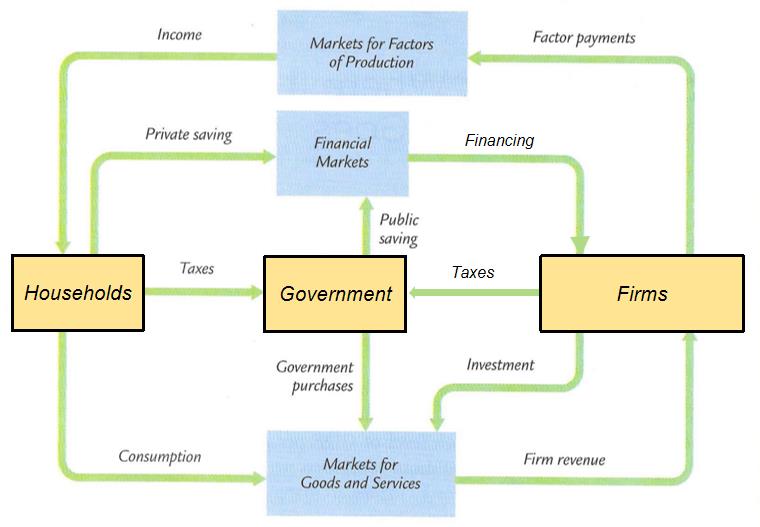 Income
Markets for Factors
of Production
Factor payments
Private saving
Financial
Markets
Financing
Public
saving
Households
Taxes
Government
Taxes
Firms
Government
purchases
Investment
Consumption
Markets for
Goods and Services
Firm revenue